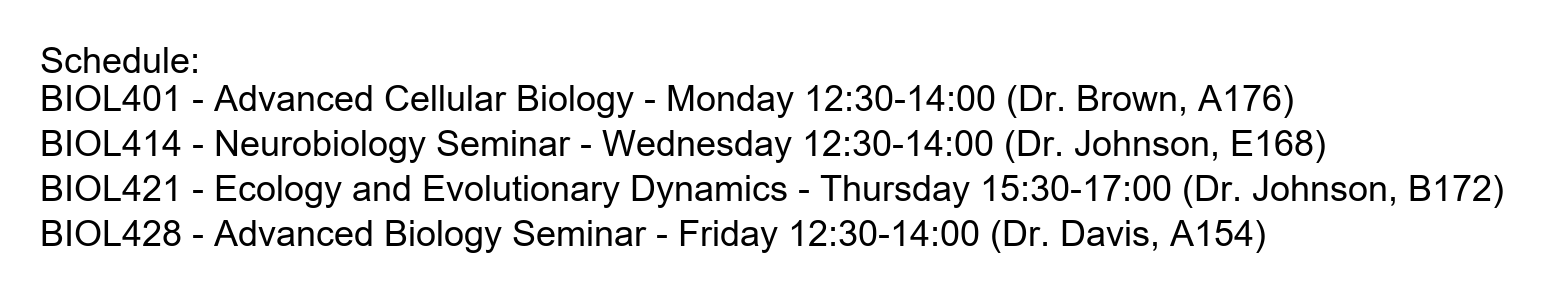 Schedule:
BIOL401 - Advanced Cellular Biology - Monday 12:30-14:00 (Dr. Brown, A176)
BIOL414 - Neurobiology Seminar - Wednesday 12:30-14:00 (Dr. Johnson, E168)
BIOL421 - Ecology and Evolutionary Dynamics - Thursday 15:30-17:00 (Dr. Johnson, B172)
BIOL428 - Advanced Biology Seminar - Friday 12:30-14:00 (Dr. Davis, A154)